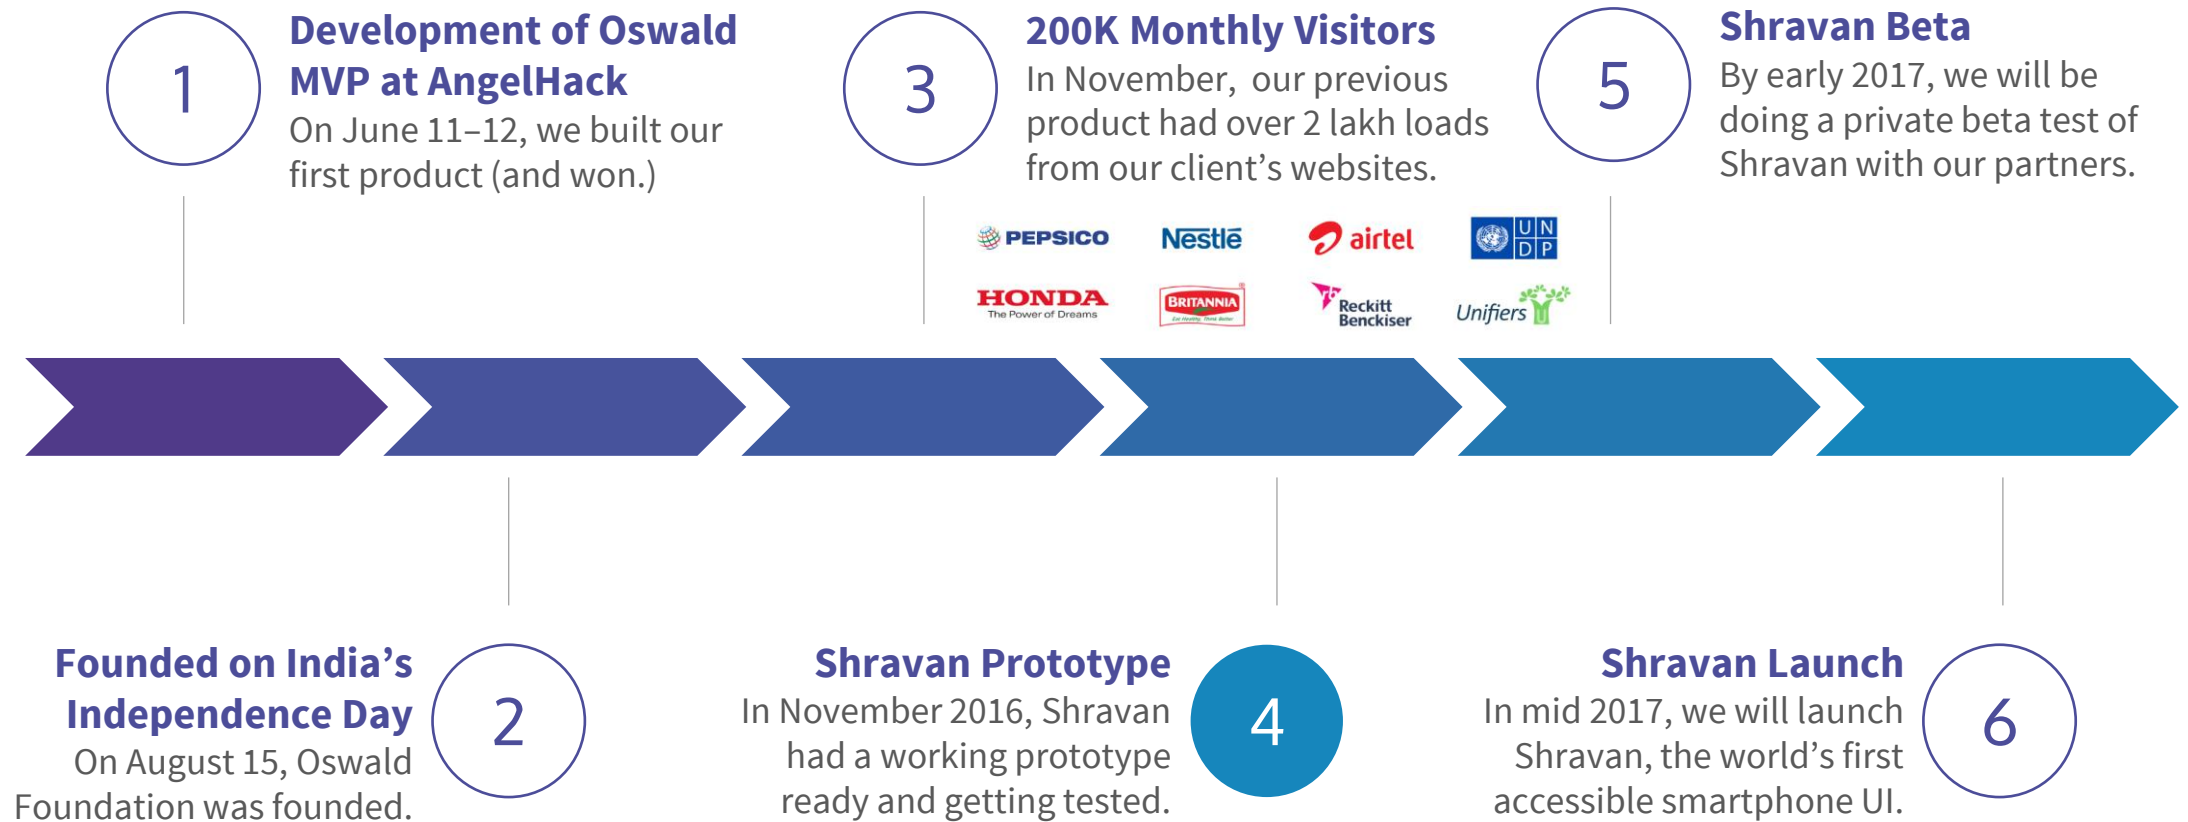 1
Development of Oswald
MVP at AngelHack
On June 11–12, we built our
first product (and won.)
3
200K Monthly Visitors
In November, our previous
product had over 2 lakh loads
from our client’s websites.
PEPSICO
Nestlé
airtel
UN
DP
HONDA
The Power of Dreams
BRITANNIA
Eat Healthy, Think Better
Reckitt
Benckiser
Unifiers
5
Shravan Beta
By early 2017, we will be
doing a private beta test of
Shravan with our partners.
Founded on India’s
Independence Day
On August 15, Oswald
Foundation was founded.
2
Shravan Prototype
In November 2016, Shravan
had a working prototype
ready and getting tested.
4
Shravan Launch
In mid 2017, we will launch
Shravan, the world’s first
accessible smartphone UI.
6